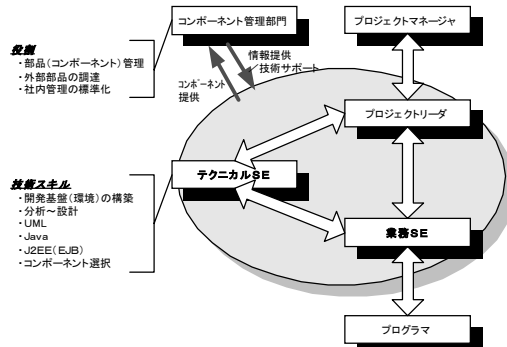 コンポーネント管理部門
プロジェクトマネージャ
役割
・部品(コンポーネント)管理
・外部部品の調達
・社内管理の標準化
情報提供
／技術サポート
コンポーネント
提供
プロジェクトリーダ
テクニカルSE
技術スキル
・開発基盤(環境)の構築
・分析～設計
・UML
・Java
・J2EE(EJB)
・コンポーネント選択
業務SE
プログラマ